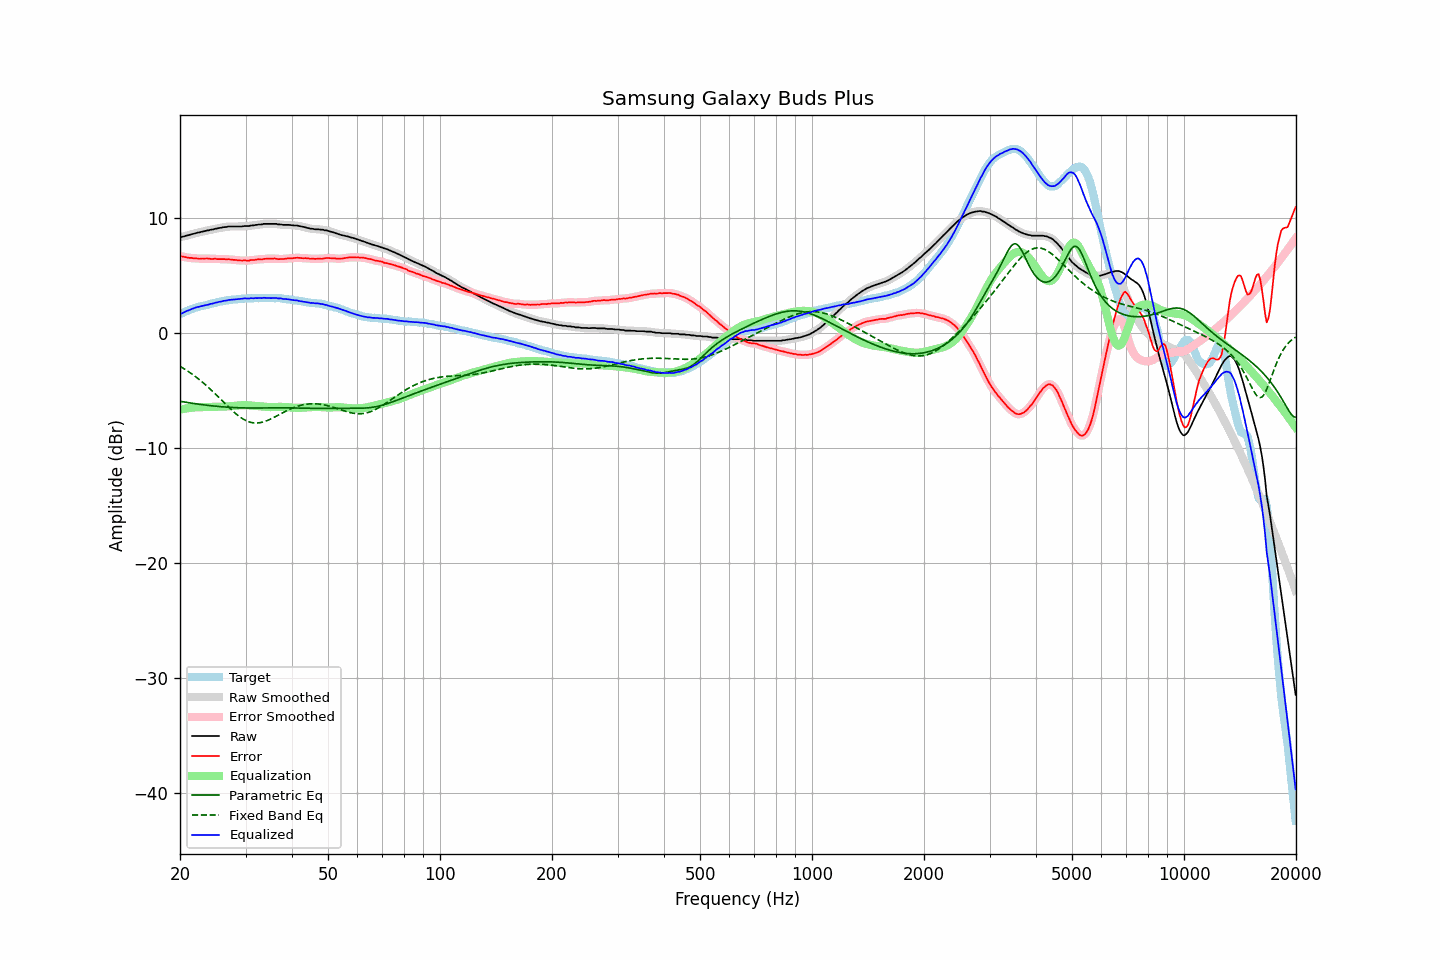 Samsung Galaxy Buds Plus
Amplitude (dBr)
10
0
−10
−20
−30
−40
Target
Raw Smoothed
Error Smoothed
Raw
Error
Equalization
Parametric Eq
Fixed Band Eq
Equalized
20 50 100 200 500 1000 2000 5000 10000 20000
Frequency (Hz)